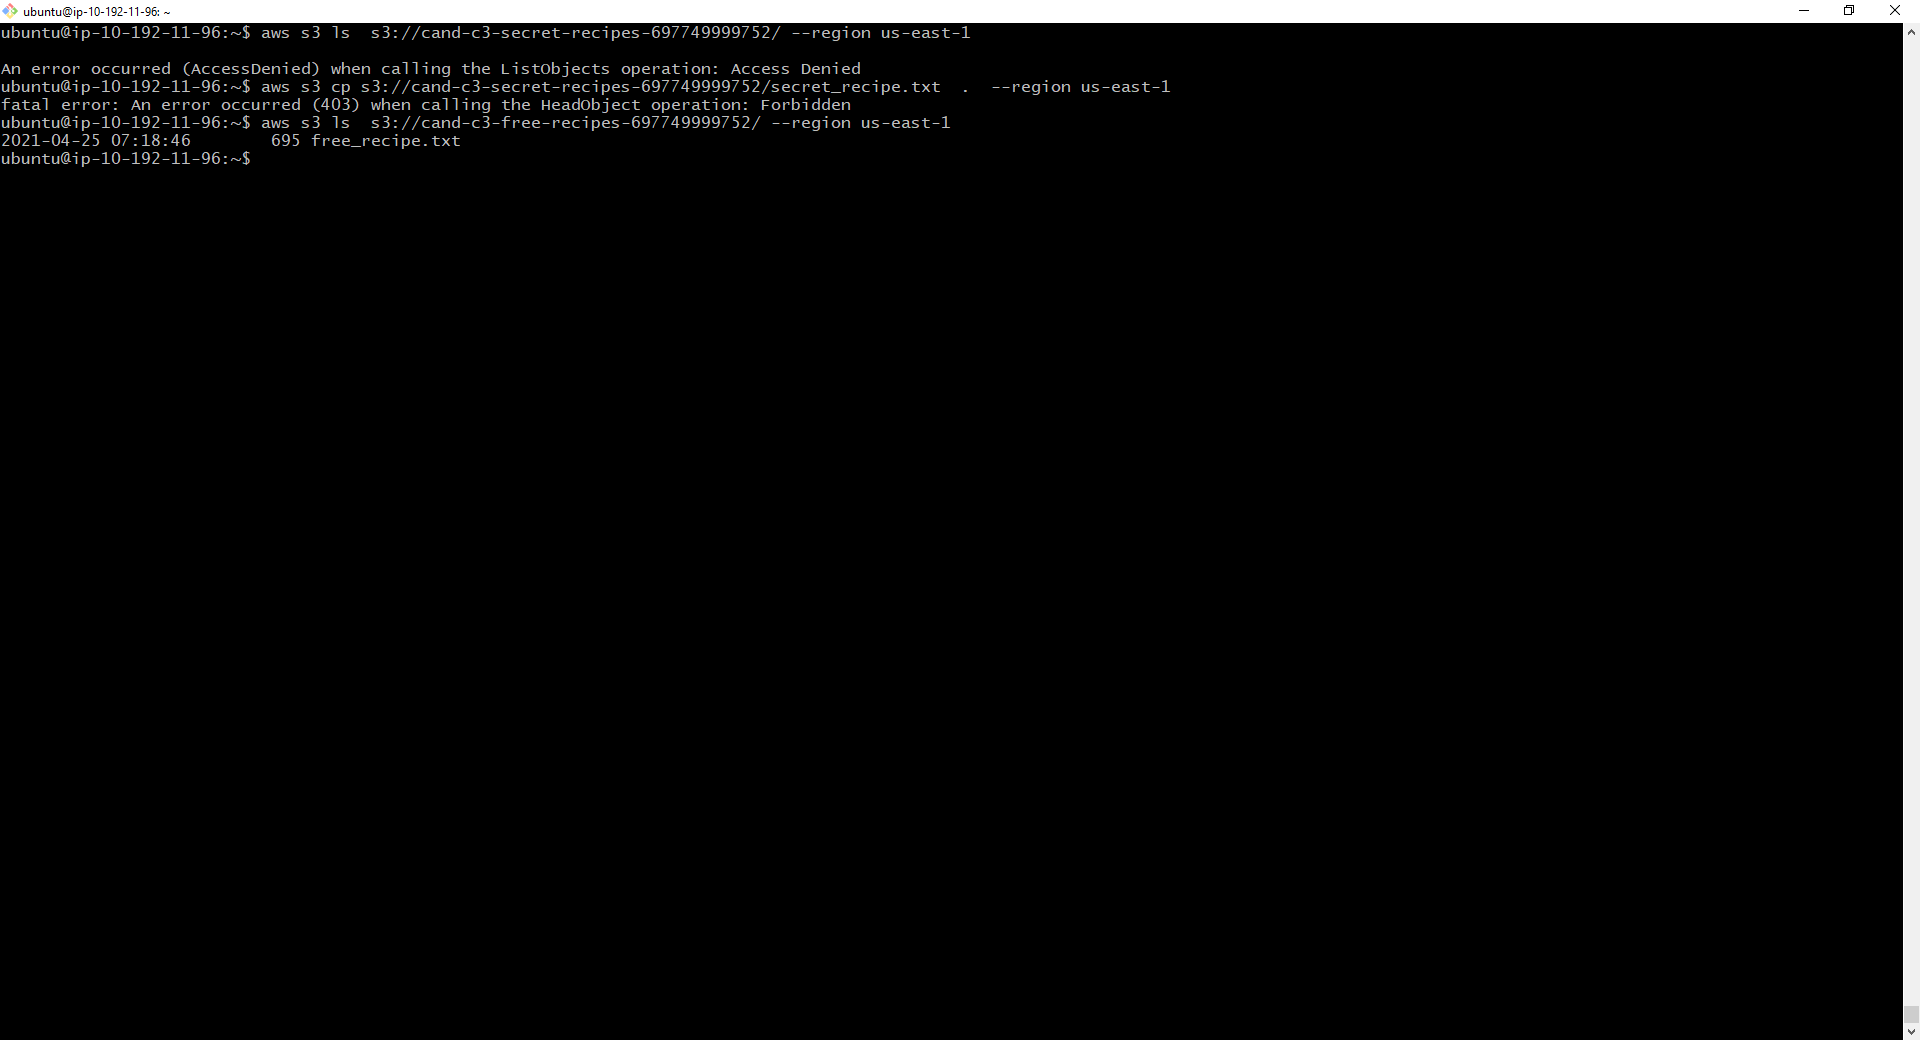 ubuntu@ip-10-192-11-96: ~
ubuntu@ip-10-192-11-96:~$ aws s3 ls  s3://cand-c3-secret-recipes-697749999752/ --region us-east-1
An error occurred (AccessDenied) when calling the ListObjects operation: Access Denied
ubuntu@ip-10-192-11-96:~$ aws s3 cp s3://cand-c3-secret-recipes-697749999752/secret_recipe.txt  .  --region us-east-1
fatal error: An error occurred (403) when calling the HeadObject operation: Forbidden
ubuntu@ip-10-192-11-96:~$ aws s3 ls  s3://cand-c3-free-recipes-697749999752/ --region us-east-1
2021-04-25 07:18:46        695 free_recipe.txt
ubuntu@ip-10-192-11-96:~$